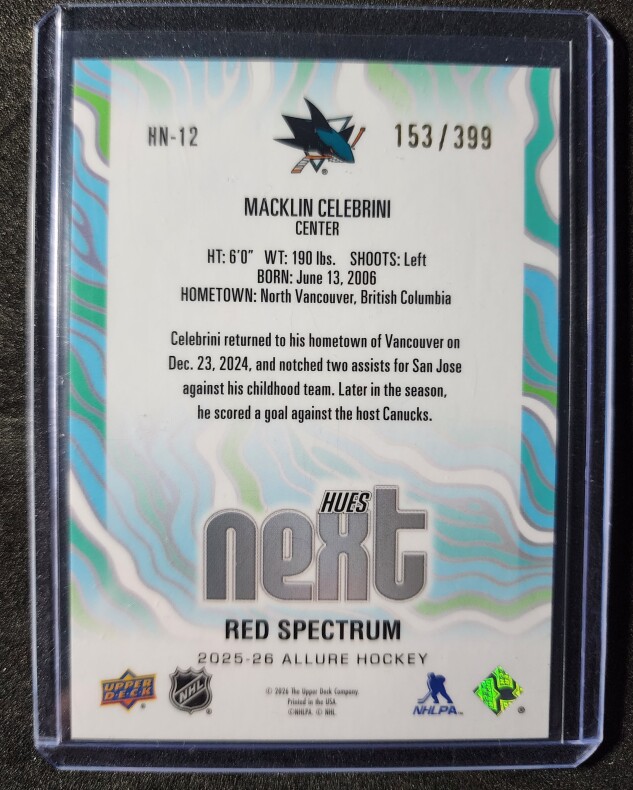 HN-12
153/399
MACKLIN CELEBRINI
CENTER
HT: 6'0" WT: 190 lbs. SHOOTS: Left
BORN: June 13, 2006
HOMETOWN: North Vancouver, British Columbia
Celebrini returned to his hometown of Vancouver on
Dec. 23, 2024, and notched two assists for San Jose
against his childhood team. Later in the season,
he scored a goal against the host Canucks.
HUES
next
RED SPECTRUM
2025-26 ALLURE HOCKEY
UPPER
DECK
®
NHL
®
© 2026 The Upper Deck Company.
Printed in the USA.
©NHLPA. © NHL
NHLPA
®